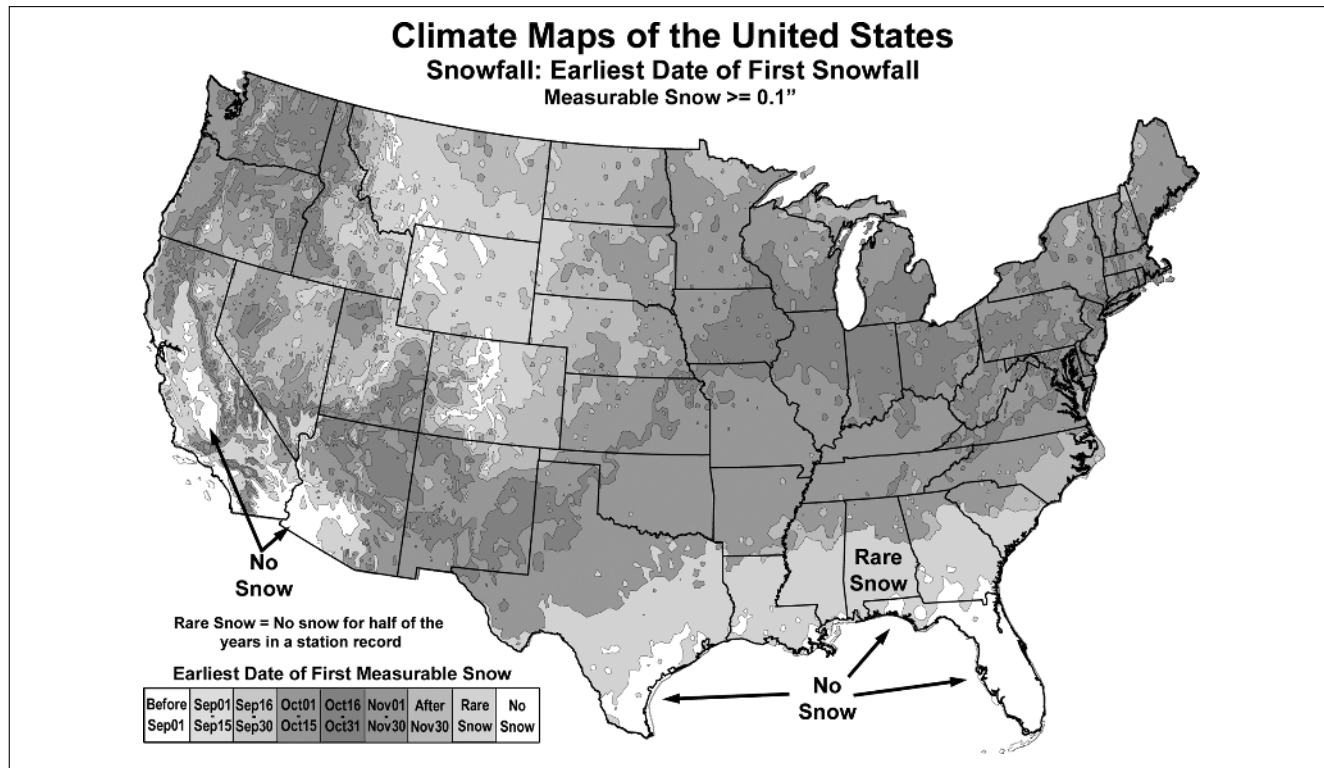 Climate Maps of the United States
Snowfall: Earliest Date of First Snowfall
Measurable Snow >= 0.1”
Rare
Snow
No
Snow
No
Snow
Rare Snow = No snow for half of the
years in a station record
Earliest Date of First Measurable Snow
Before Sep01 Sep16 Oct01 Oct16 Nov01 After Rare No
Sep01 - Sep15 - Sep30 - Oct15 - Oct31 - Nov30 Nov30 Snow Snow